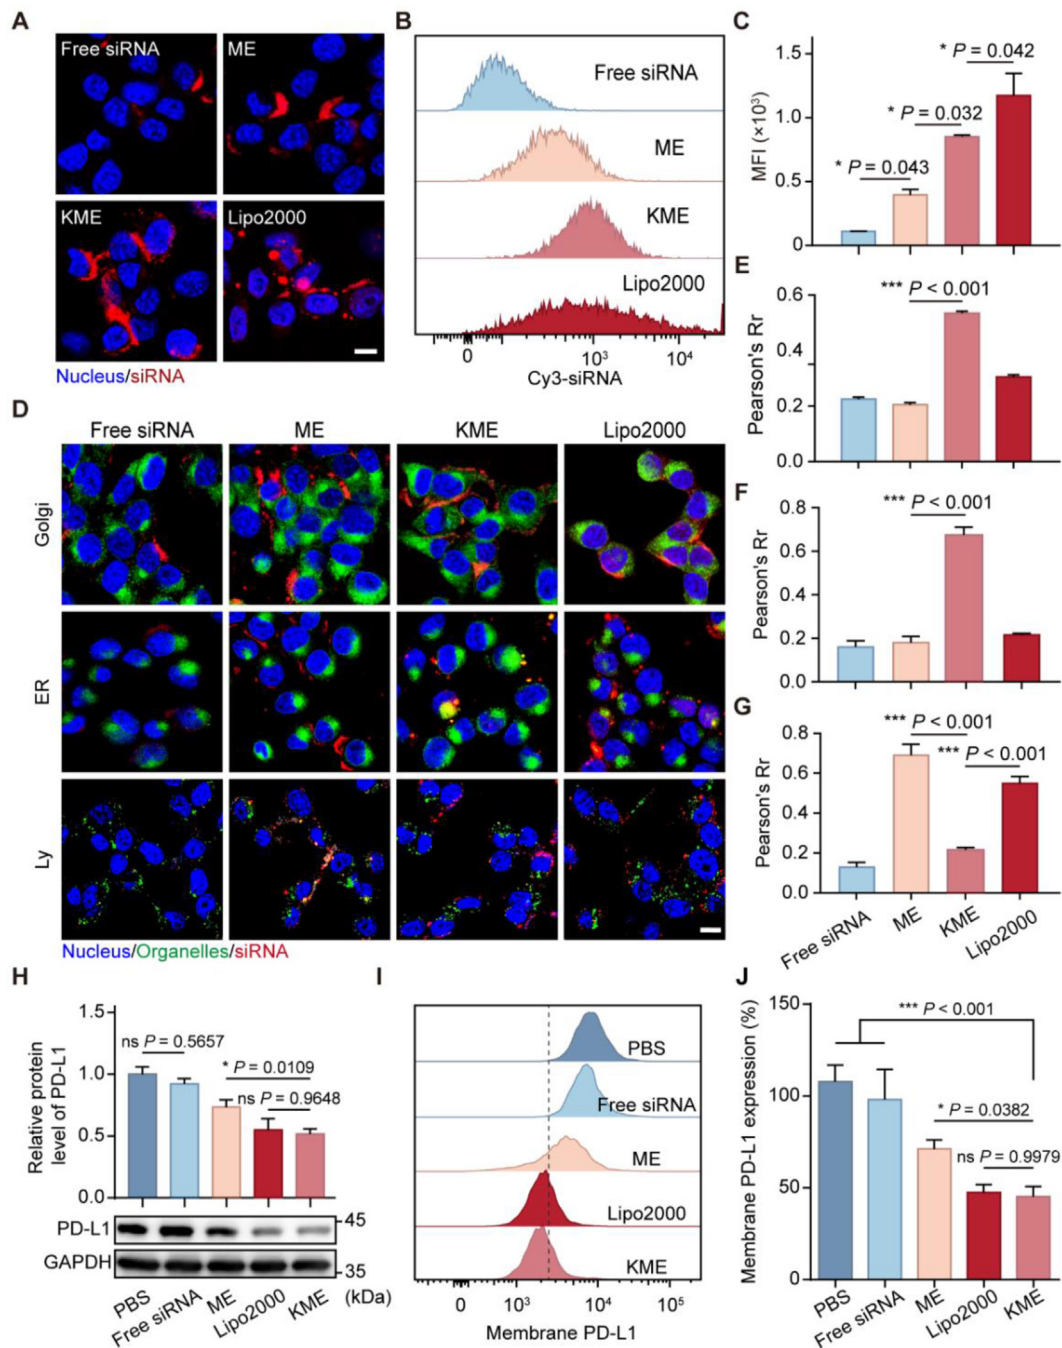 A
Free siRNA
ME
KME
Lipo2000
Nucleus/siRNA
B
Free siRNA
ME
KME
Lipo2000
0
10³
10⁴
Cy3-siRNA
C
MFI (×10³)
1.5
1.0
0.5
0
* P = 0.043
* P = 0.032
* P = 0.042
D
Free siRNA
ME
KME
Lipo2000
Golgi
ER
Ly
Nucleus/Organelles/siRNA
E
Pearson's Rr
0.6
0.2
0.0
*** P < 0.001
F
Pearson's Rr
0.8
0.6
0.4
0.2
0.0
*** P < 0.001
G
Pearson's Rr
0.8
0.6
0.2
0.0
*** P < 0.001
*** P < 0.001
Free siRNA
ME
KME
Lipo2000
H
Relative protein
level of PD-L1
1.5
1.0
0.5
0.0
ns P = 0.5657
* P = 0.0109
ns P = 0.9648
PD-L1
GAPDH
45
35
(kDa)
PBS
Free siRNA
ME
Lipo2000
KME
I
PBS
Free siRNA
ME
Lipo2000
KME
0
10³
10⁴
10⁵
Membrane PD-L1
J
Membrane PD-L1 expression (%)
150
100
50
0
*** P < 0.001
* P = 0.0382
ns P = 0.9979
PBS
Free siRNA
ME
Lipo2000
KME